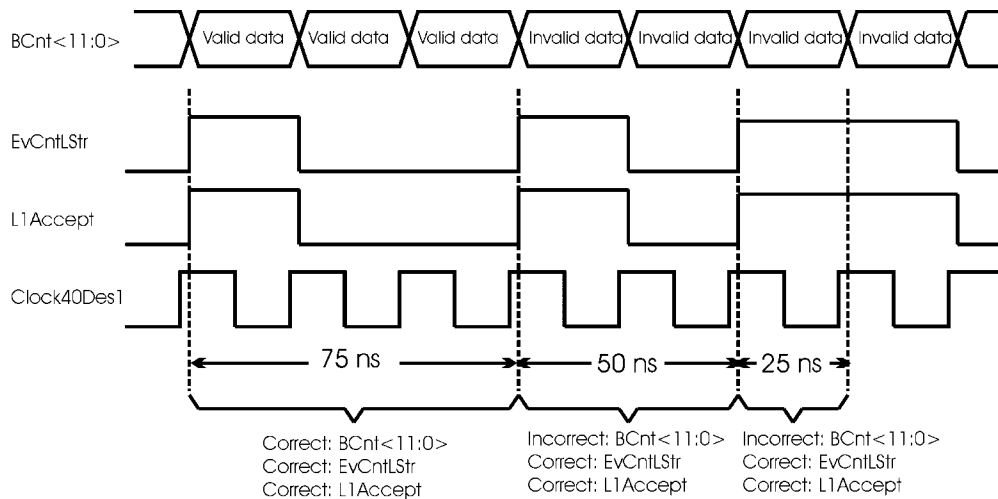 BCnt<11:0>
Valid data Valid data Valid data Invalid data Invalid data Invalid data Invalid data
EvCntLStr
L1Accept
Clock40Des1
75 ns 50 ns 25 ns
Correct: BCnt<11:0>
Correct: EvCntLStr
Correct: L1Accept
Incorrect: BCnt<11:0>
Correct: EvCntLStr
Correct: L1Accept
Incorrect: BCnt<11:0>
Correct: EvCntLStr
Correct: L1Accept